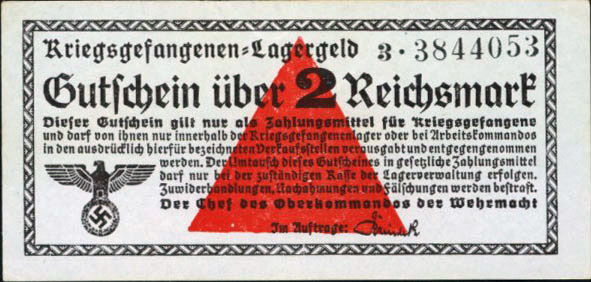 Kriegsgefangenen-Lagergeld 3·3844053
Gutschein über 2 Reichsmark
Dieser Gutschein gilt nur als Zahlungsmittel für Kriegsgefangene
und darf von ihnen nur innerhalb der Kriegsgefangenenlager oder bei Arbeitskommandos
in den ausdrücklich hierfür bezeichneten Verkaufsstellen verausgabt und entgegengenommen
werden. Der Umtausch dieses Gutscheines in gesetzliche Zahlungsmittel
darf nur bei der zuständigen Kasse der Lagerverwaltung erfolgen.
Zuwiderhandlungen, Nachahmungen und Fälschungen werden bestraft.
Der Chef des Oberkommandos der Wehrmacht
Im Auftrage: